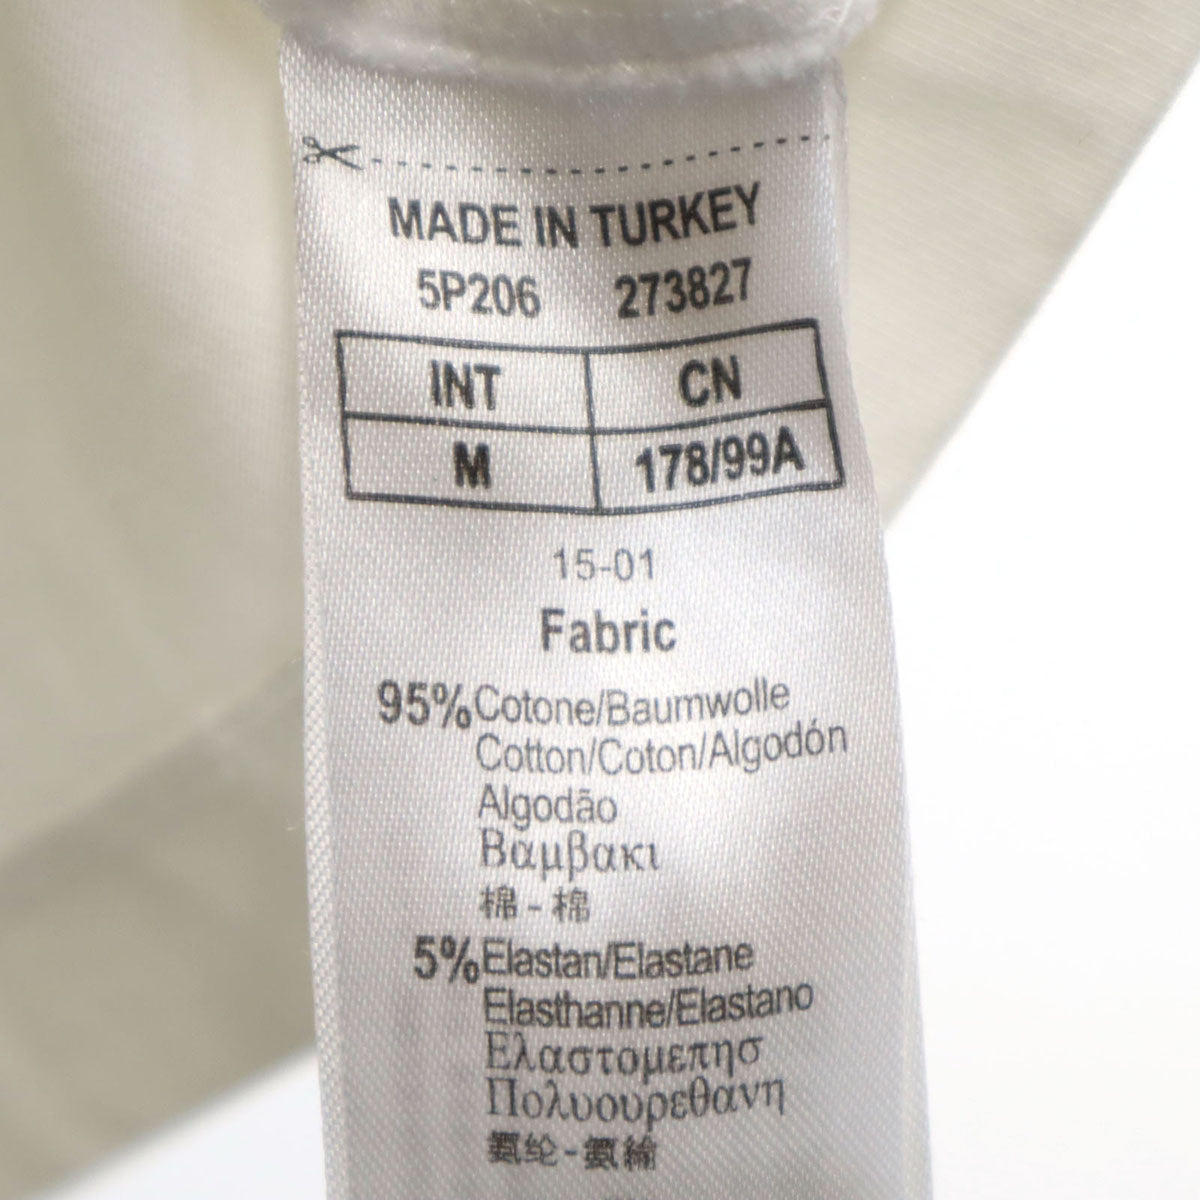 MADE IN TURKEY
5P206 273827
INT CN
M 178/99A
15-01
Fabric
95% Cotone/Baumwolle
Cotton/Coton/Algodón
Algodão
Βαμβακι
棉 - 棉
5% Elastan/Elastane
Elasthanne/Elastano
Ελαστομεπησ
Πολυουρεθανη
氨纶 - 氨綸